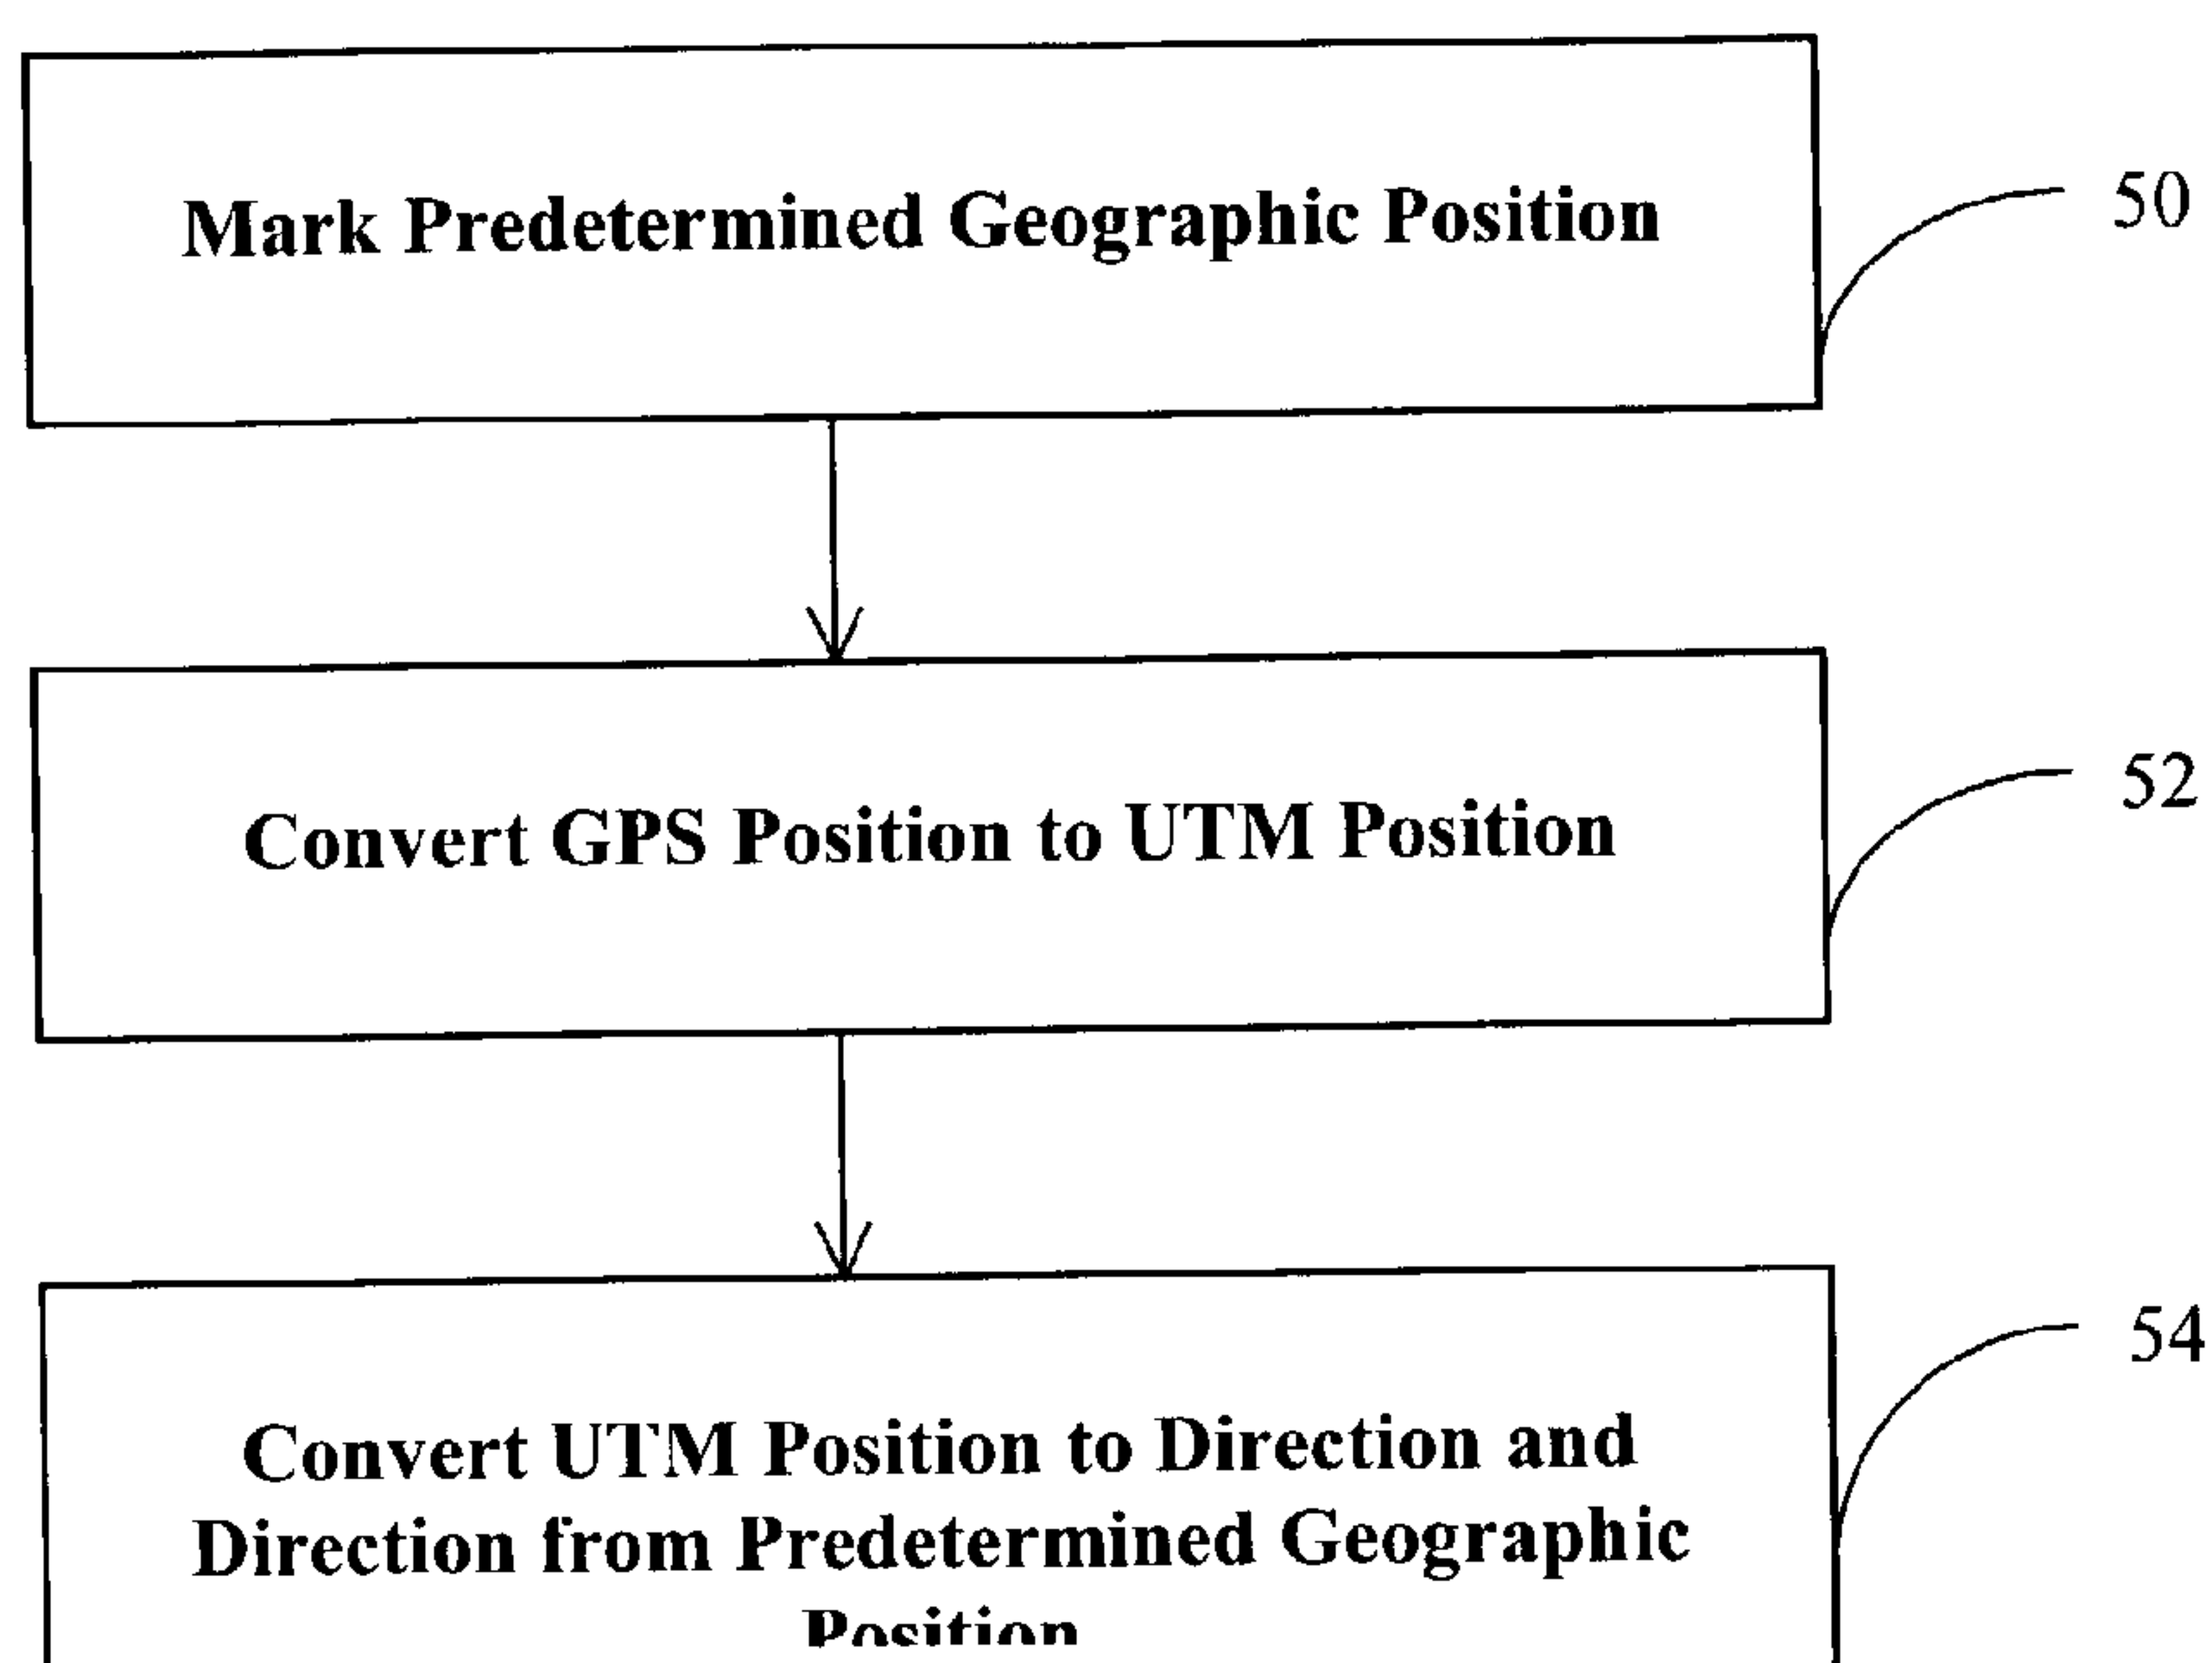 Mark Predetermined Geographic Position
50
Convert GPS Position to UTM Position
52
54
Convert UTM Position to Direction and
Direction from Predetermined Geographic
Position